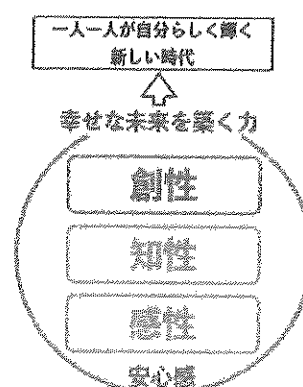 一人一人が自分らしく輝く
新しい時代
幸せな未来を築く力
創性
知性
感性
安心感